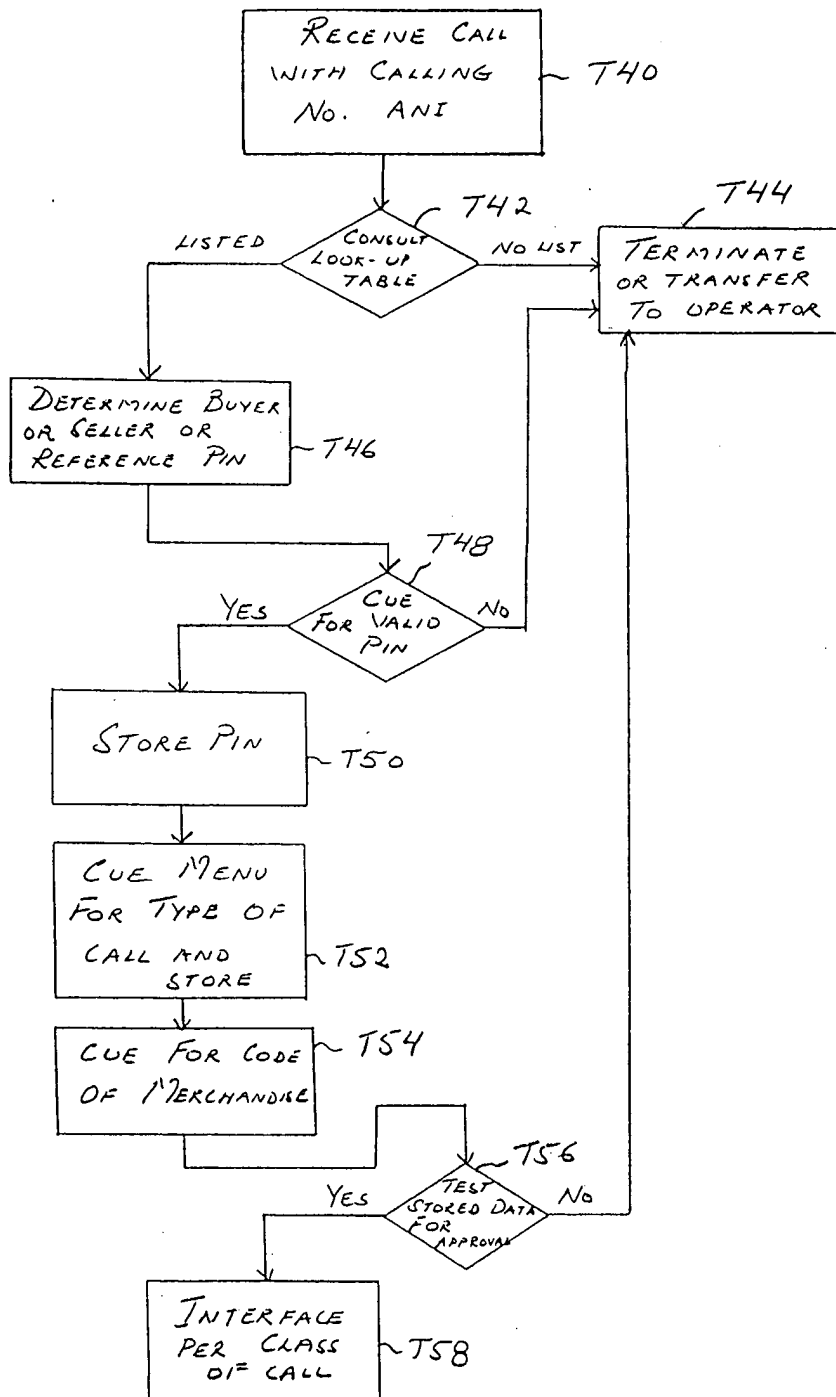 RECEIVE CALL
WITH CALLING
NO. ANI
T40
T42
T44
LISTED
CONSULT
LOOK-UP
TABLE
NO LIST
TERMINATE
OR TRANSFER
TO OPERATOR
DETERMINE BUYER
OR SELLER OR
REFERENCE PIN
T46
T48
YES
CUE
FOR VALID
PIN
NO
STORE PIN
T50
CUE MENU
FOR TYPE OF
CALL AND
STORE
T52
CUE FOR CODE
OF MERCHANDISE
T54
T56
YES
TEST
STORED DATA
FOR
APPROVAL
NO
INTERFACE
PER CLASS
OF CALL
T58